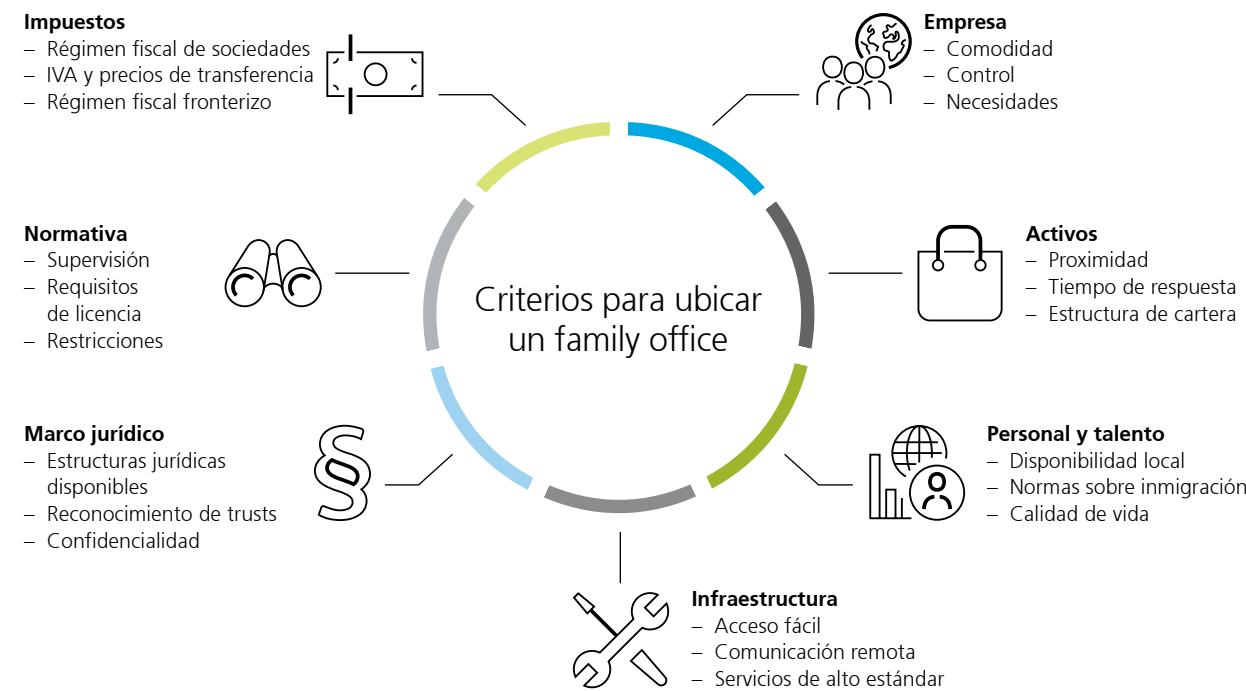 Impuestos
– Régimen fiscal de sociedades
– IVA y precios de transferencia
– Régimen fiscal fronterizo
Empresa
– Comodidad
– Control
– Necesidades
Normativa
– Supervisión
– Requisitos
de licencia
– Restricciones
Criterios para ubicar
un family office
Activos
– Proximidad
– Tiempo de respuesta
– Estructura de cartera
Marco jurídico
– Estructuras jurídicas
disponibles
– Reconocimiento de trusts
– Confidencialidad
Personal y talento
– Disponibilidad local
– Normas sobre inmigración
– Calidad de vida
Infraestructura
– Acceso fácil
– Comunicación remota
– Servicios de alto estándar